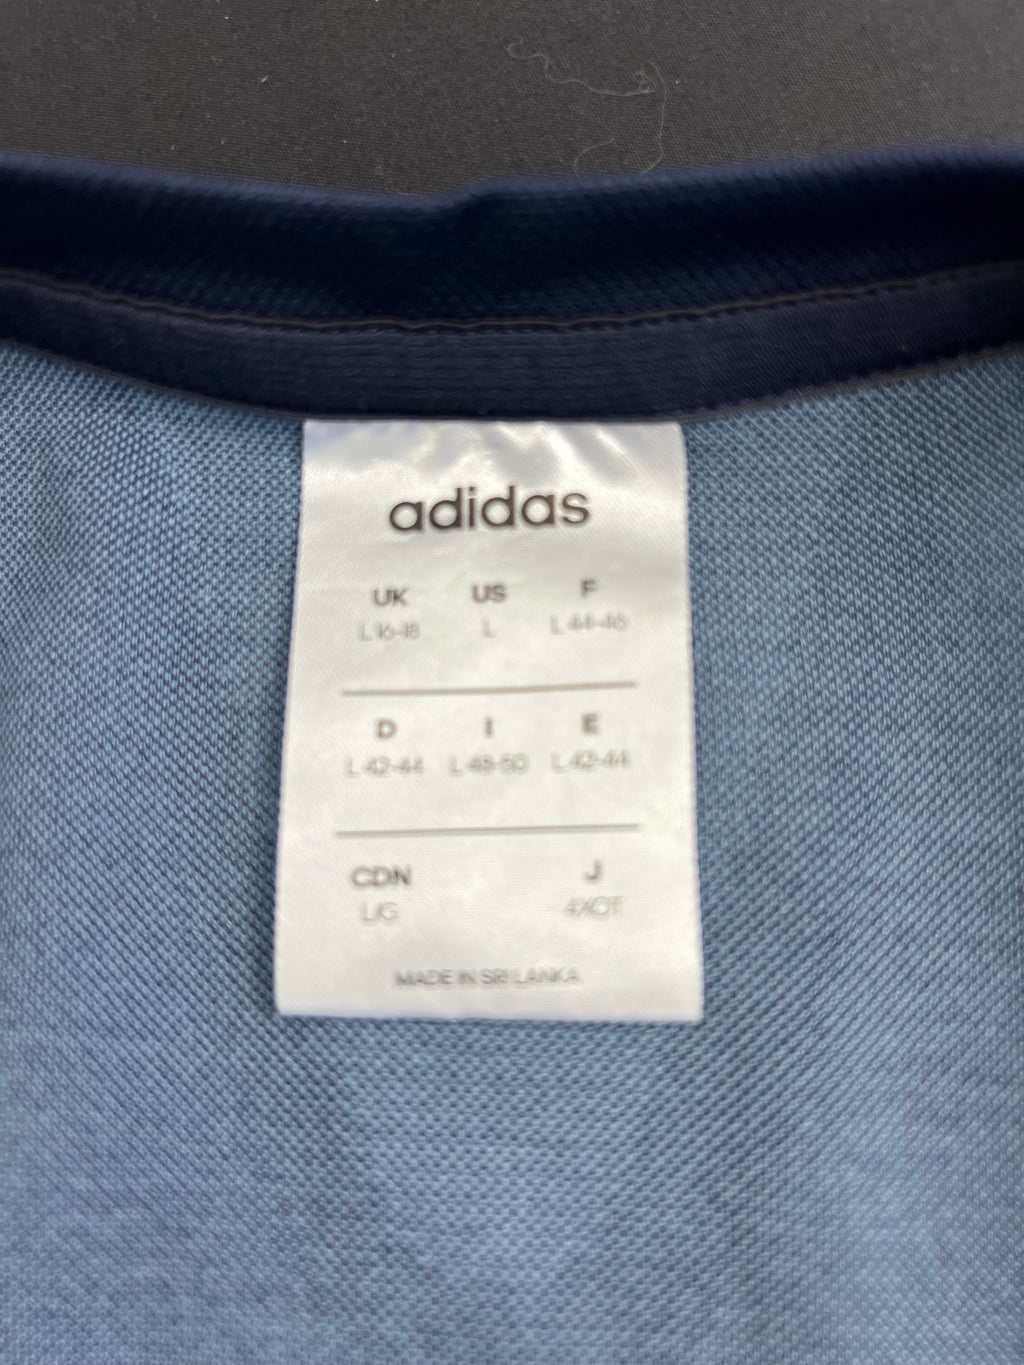 adidas
UK US F
L 16-18 L L 44-46
D I E
L 42-44 L 48-50 L 42-44
CDN J
L/G 4XOT
MADE IN SRI LANKA